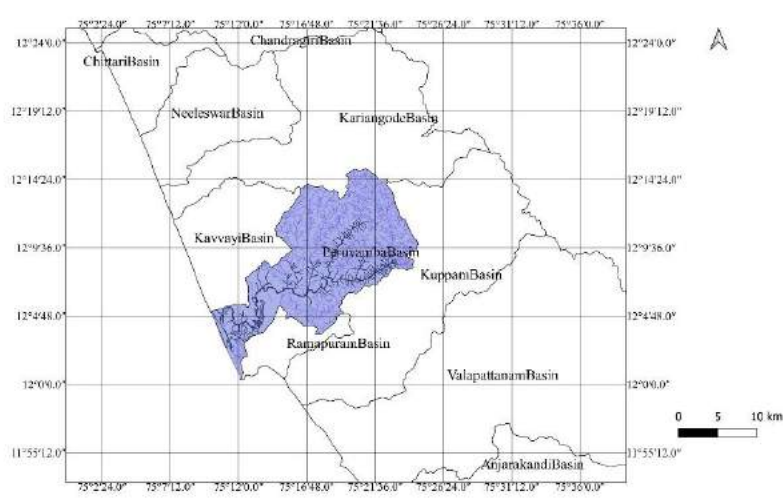 75°2'24.0" 75°7'12.0" 75°12'0.0" 75°16'48.0" 75°21'36.0" 75°26'24.0" 75°31'12.0" 75°36'0.0"
12°24'0.0" ChandragiriBasin 12°24'0.0"
ChittariBasin
12°19'12.0" NeeleswarBasin KariangodeBasin 12°19'12.0"
12°14'24.0" 12°14'24.0"
KavvayiBasin
12°9'36.0" PeruvambaBasin 12°9'36.0"
KuppamBasin
12°4'48.0" 12°4'48.0"
RamapuramBasin
12°0'0.0" ValapattanamBasin 12°0'0.0"
0 5 10 km
11°55'12.0" 11°55'12.0"
AnjarakandiBasin
75°2'24.0" 75°7'12.0" 75°12'0.0" 75°16'48.0" 75°21'36.0" 75°26'24.0" 75°31'12.0" 75°36'0.0"